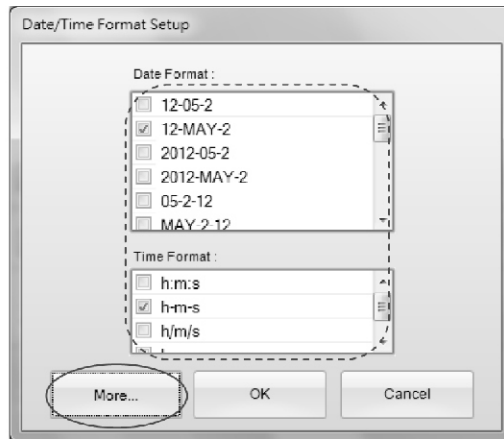 Date/Time Format Setup
Date Format :
12-05-2
12-MAY-2
2012-05-2
2012-MAY-2
05-2-12
MAY-2-12
Time Format :
h:m:s
h-m-s
h/m/s
More... OK Cancel